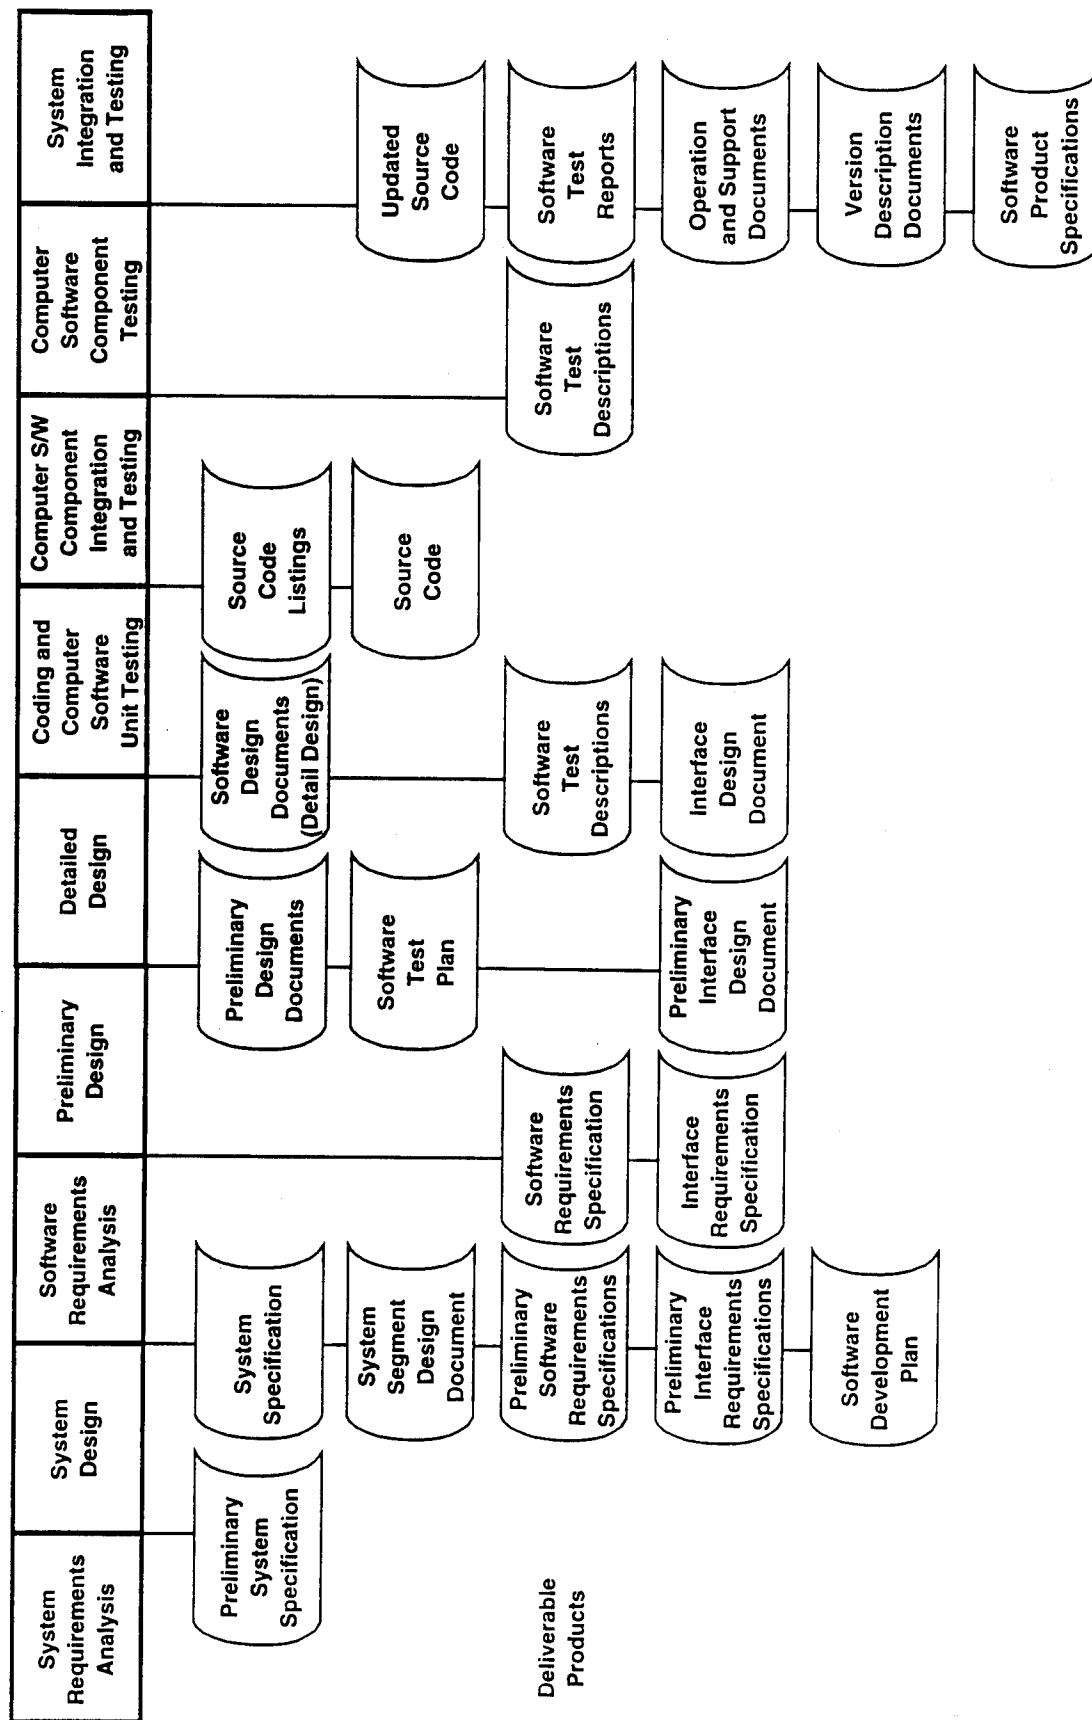 System
Requirements
Analysis
System
Design
Software
Requirements
Analysis
Preliminary
Design
Detailed
Design
Coding and
Computer
Software
Unit Testing
Computer S/W
Component
Integration
and Testing
Computer
Software
Component
Testing
System
Integration
and Testing
Preliminary
System
Specification
System
Specification
System
Segment
Design
Document
Preliminary
Software
Requirements
Specifications
Preliminary
Interface
Requirements
Specifications
Software
Development
Plan
Software
Requirements
Specification
Interface
Requirements
Specification
Preliminary
Design
Documents
Software
Test
Plan
Preliminary
Interface
Design
Document
Software
Design
Documents
(Detail Design)
Software
Test
Descriptions
Interface
Design
Document
Source
Code
Listings
Source
Code
Software
Test
Descriptions
Updated
Source
Code
Software
Test
Reports
Operation
and Support
Documents
Version
Description
Documents
Software
Product
Specifications
Deliverable
Products